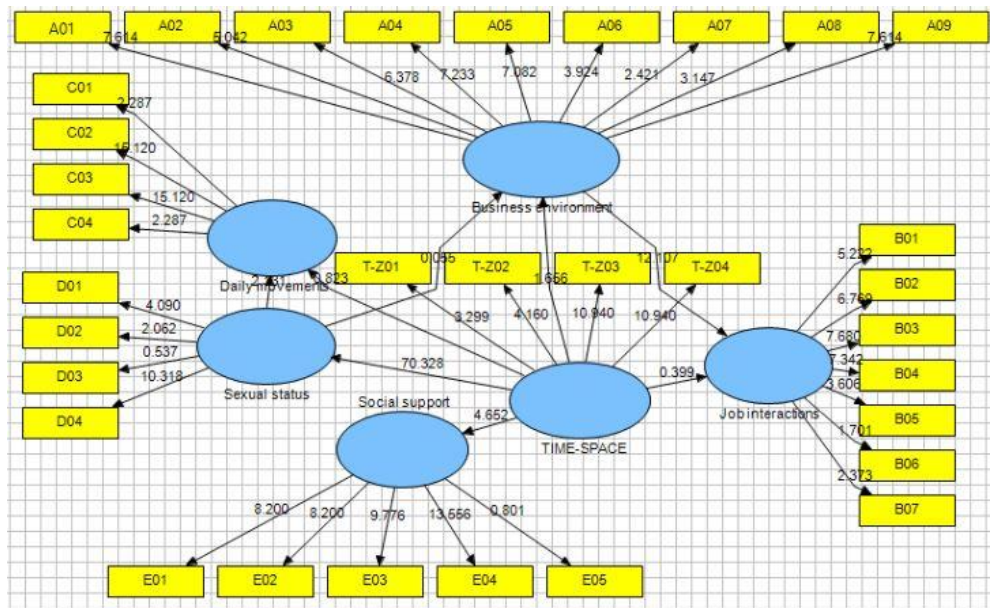 A01 A02 A03 A04 A05 A06 A07 A08 A09
7.614 5.042 7.614
6.378 7.233 7.082 3.924 2.421 3.147
C01
2.287
C02
15.120
C03
15.120
C04 2.287
Business environment
B01
5.222
0.055 12.107
T-Z01 T-Z02 T-Z03 T-Z04
0.823 1.656
Daily movements
D01
4.090
B02
6.769
3.299 4.160 10.940 10.940
D02 2.062
B03
7.680
0.537
D03
70.328
7.342
B04
10.318
0.399
3.606
Sexual status
Social support
D04
4.652
Job interactions
B05
1.701
TIME-SPACE
B06
2.373
B07
8.200 8.200 9.776 13.556 0.801
E01 E02 E03 E04 E05